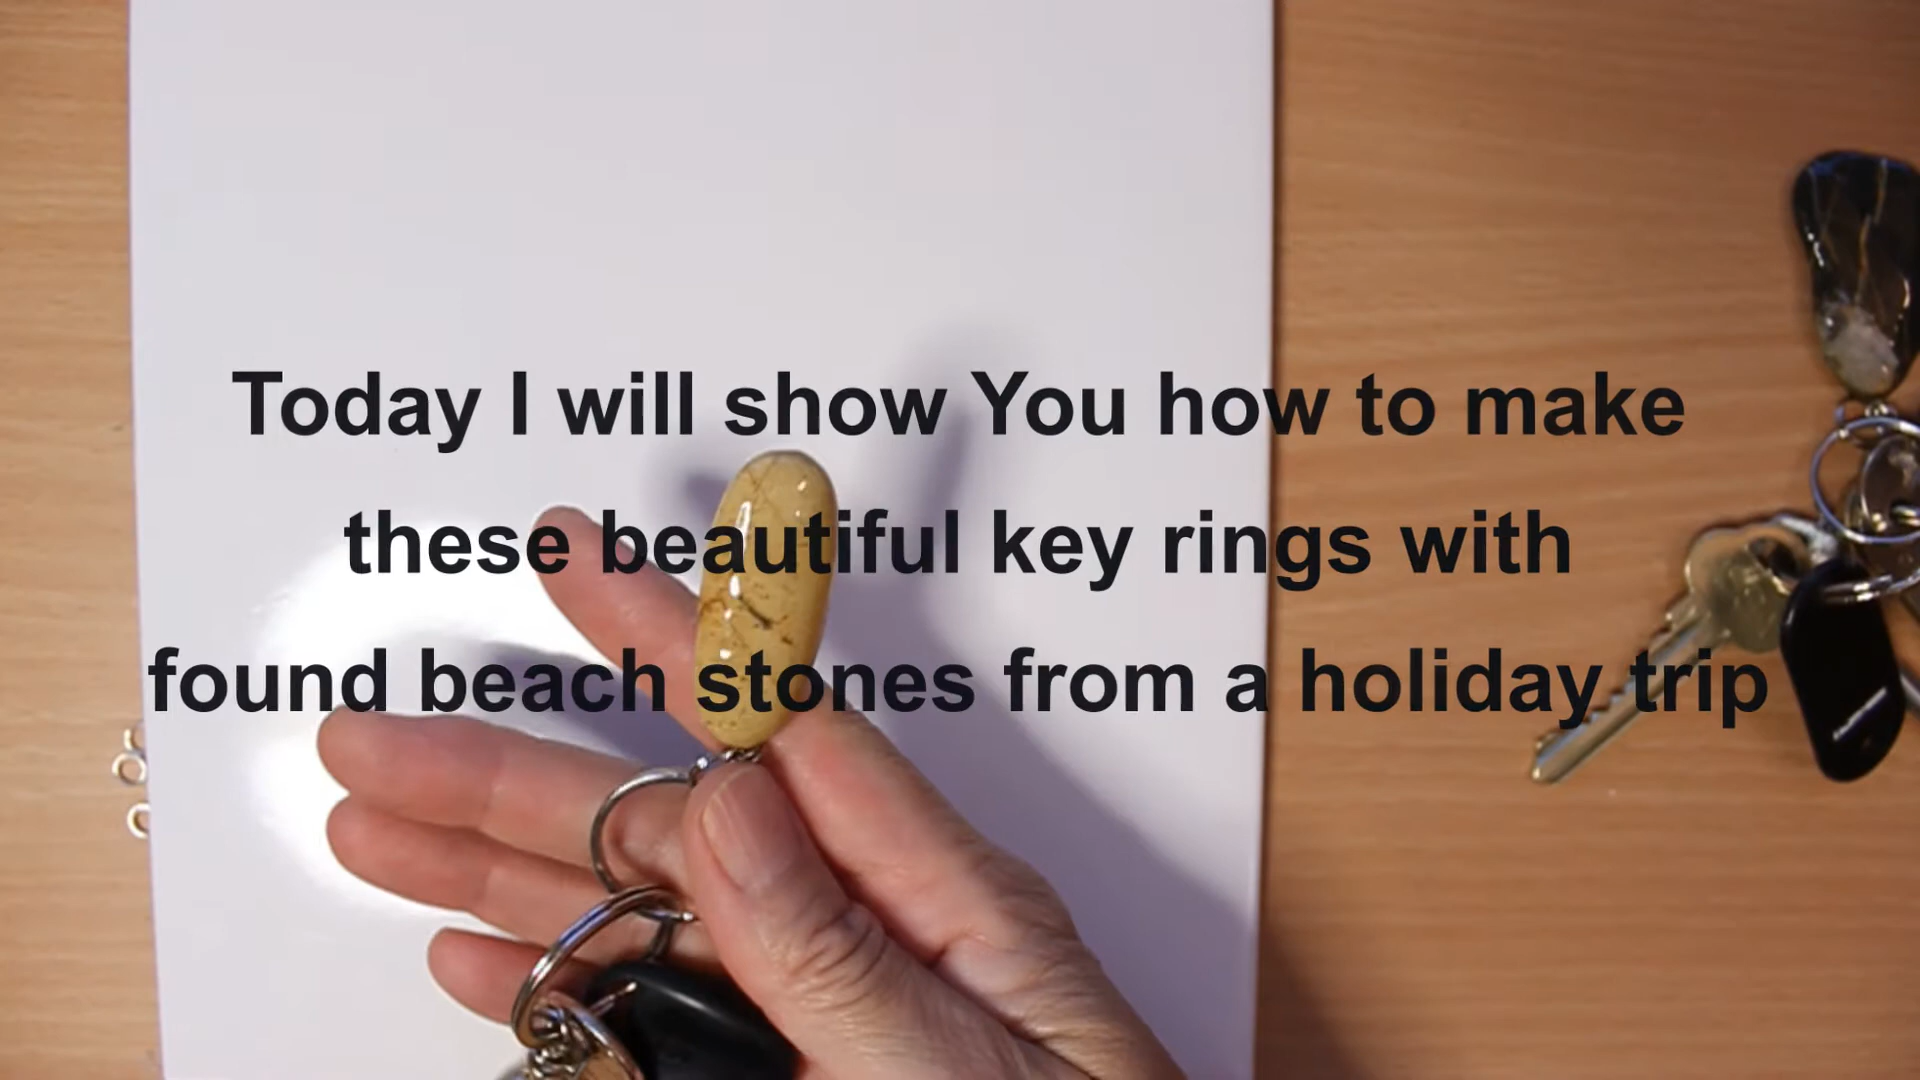 Today I will show You how to make
these beautiful key rings with
found beach stones from a holiday trip